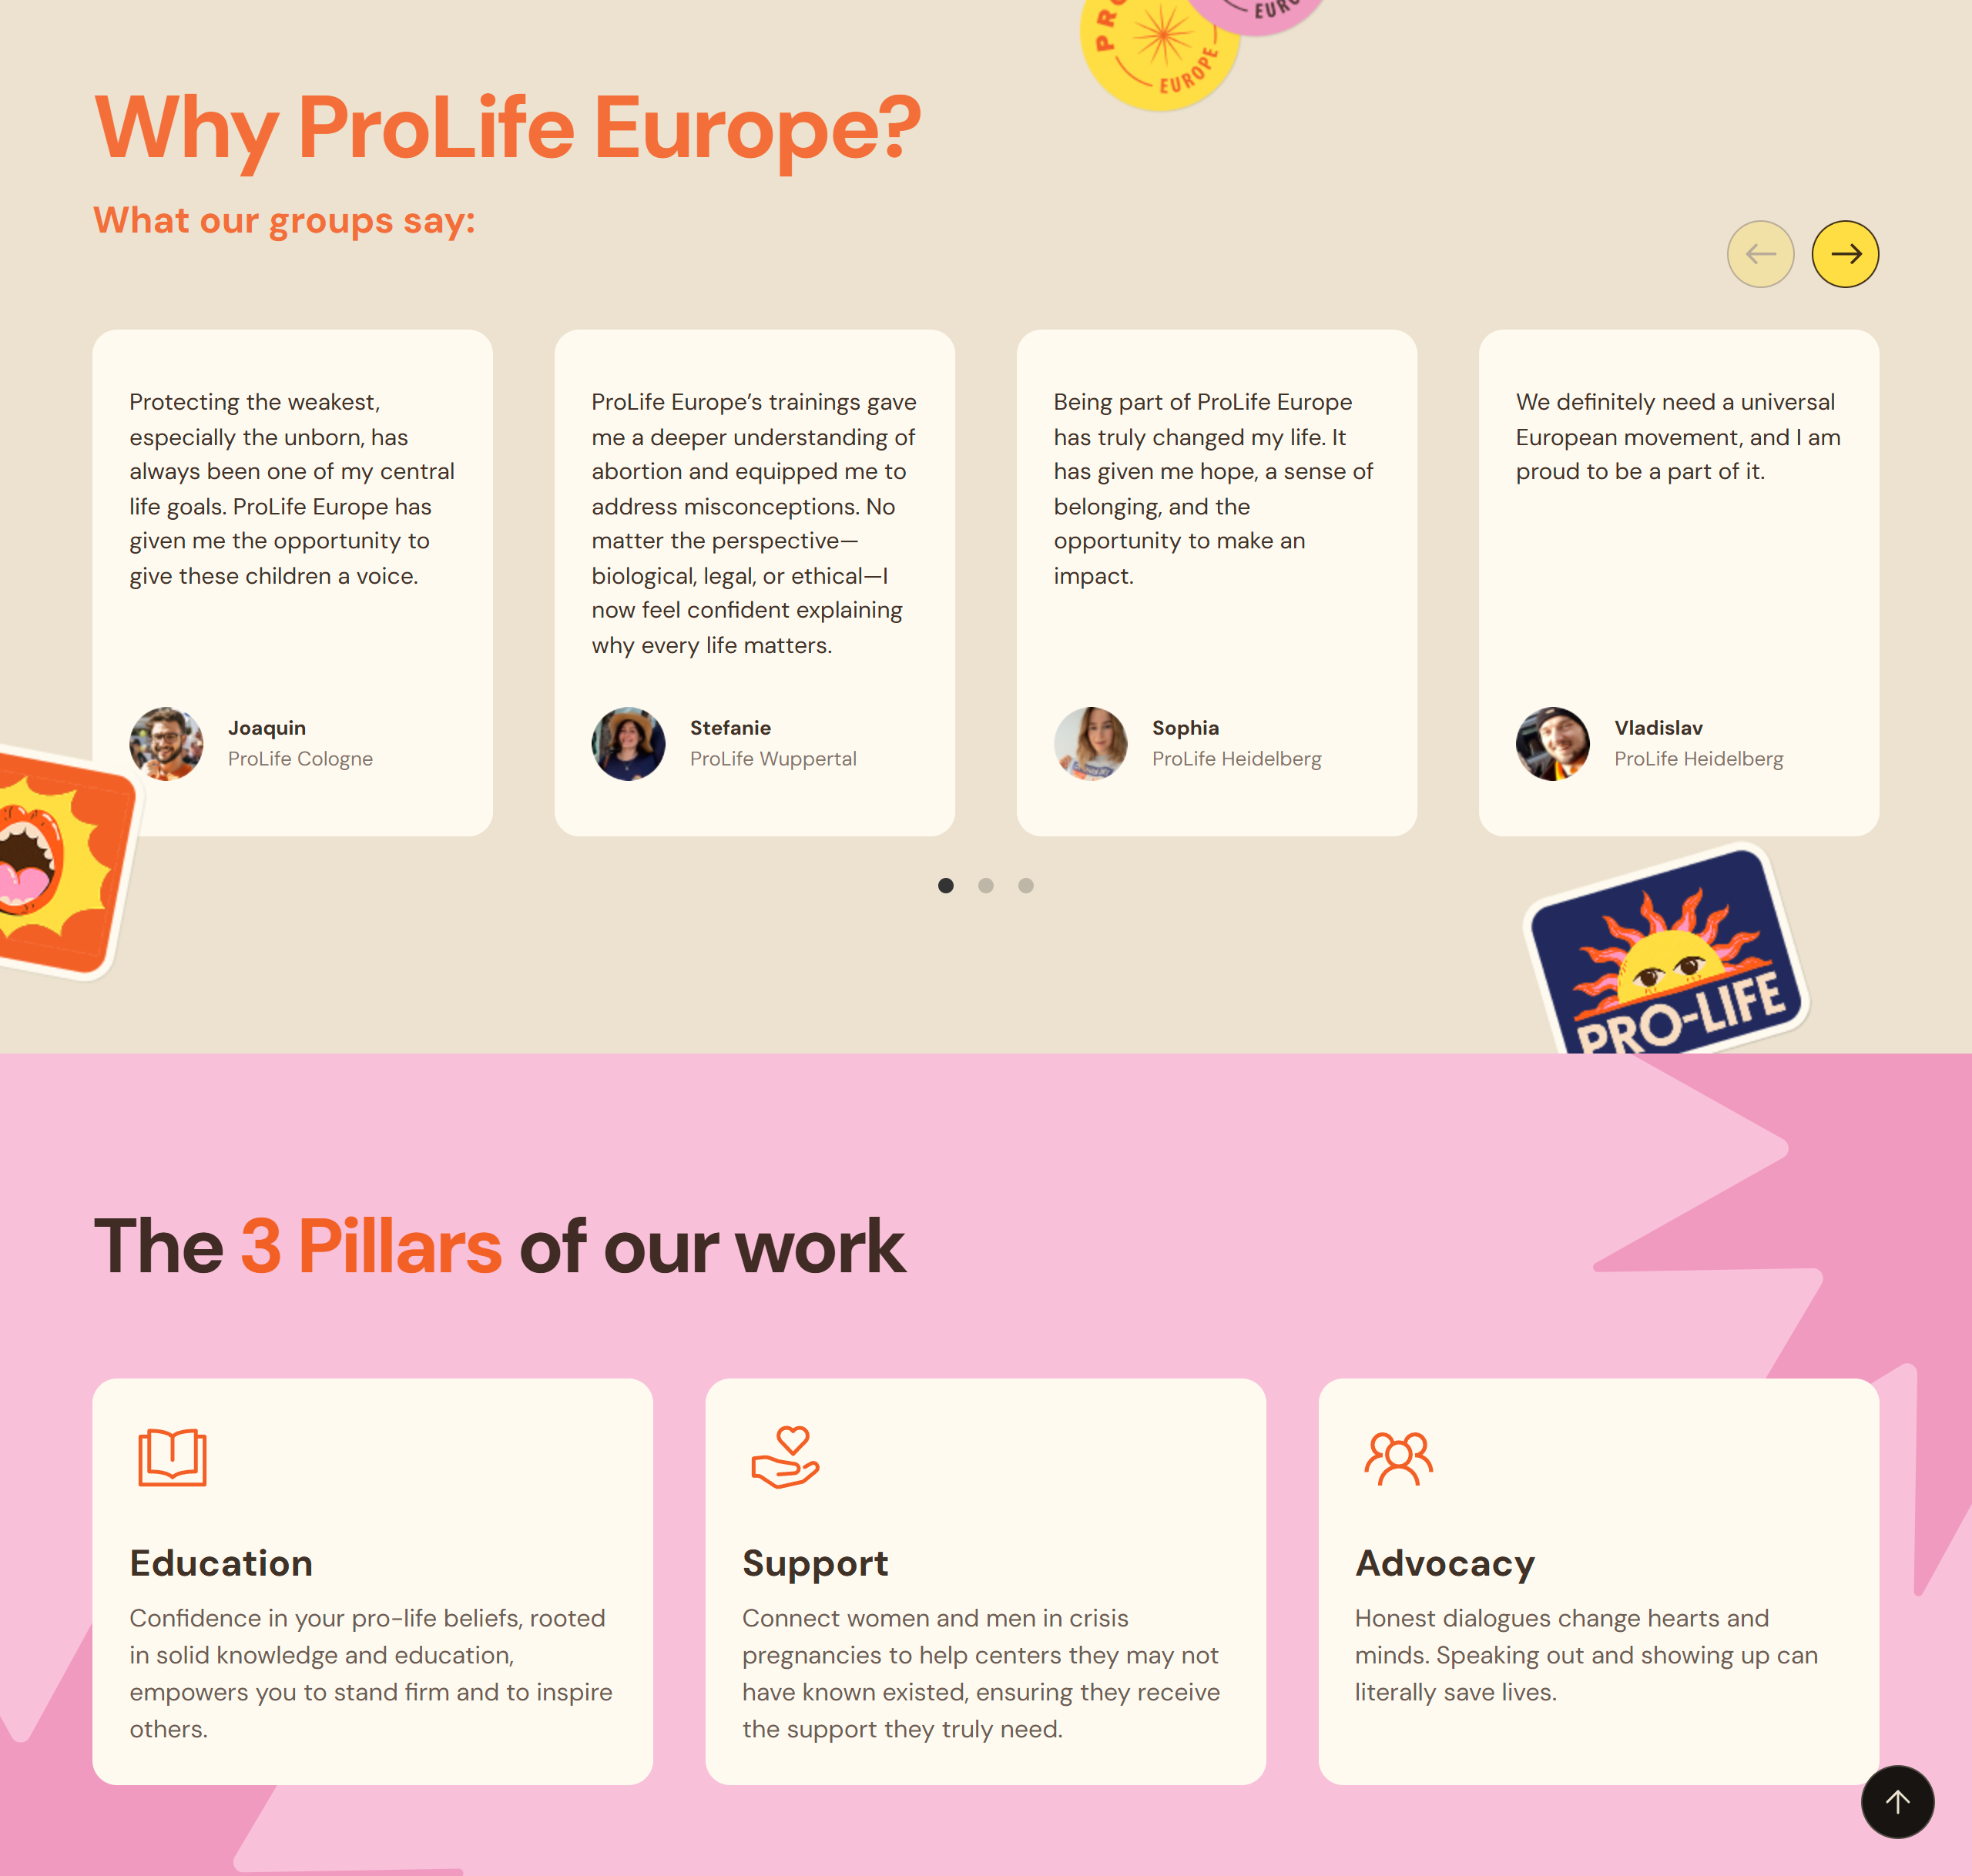 EUROPE
Why ProLife Europe?
What our groups say:
Protecting the weakest,
especially the unborn, has
always been one of my central
life goals. ProLife Europe has
given me the opportunity to
give these children a voice.
Joaquin
ProLife Cologne
ProLife Europe’s trainings gave
me a deeper understanding of
abortion and equipped me to
address misconceptions. No
matter the perspective—
biological, legal, or ethical—I
now feel confident explaining
why every life matters.
Stefanie
ProLife Wuppertal
Being part of ProLife Europe
has truly changed my life. It
has given me hope, a sense of
belonging, and the
opportunity to make an
impact.
Sophia
ProLife Heidelberg
We definitely need a universal
European movement, and I am
proud to be a part of it.
Vladislav
ProLife Heidelberg
PRO-LIFE
The 3 Pillars of our work
Education
Confidence in your pro-life beliefs, rooted
in solid knowledge and education,
empowers you to stand firm and to inspire
others.
Support
Connect women and men in crisis
pregnancies to help centers they may not
have known existed, ensuring they receive
the support they truly need.
Advocacy
Honest dialogues change hearts and
minds. Speaking out and showing up can
literally save lives.